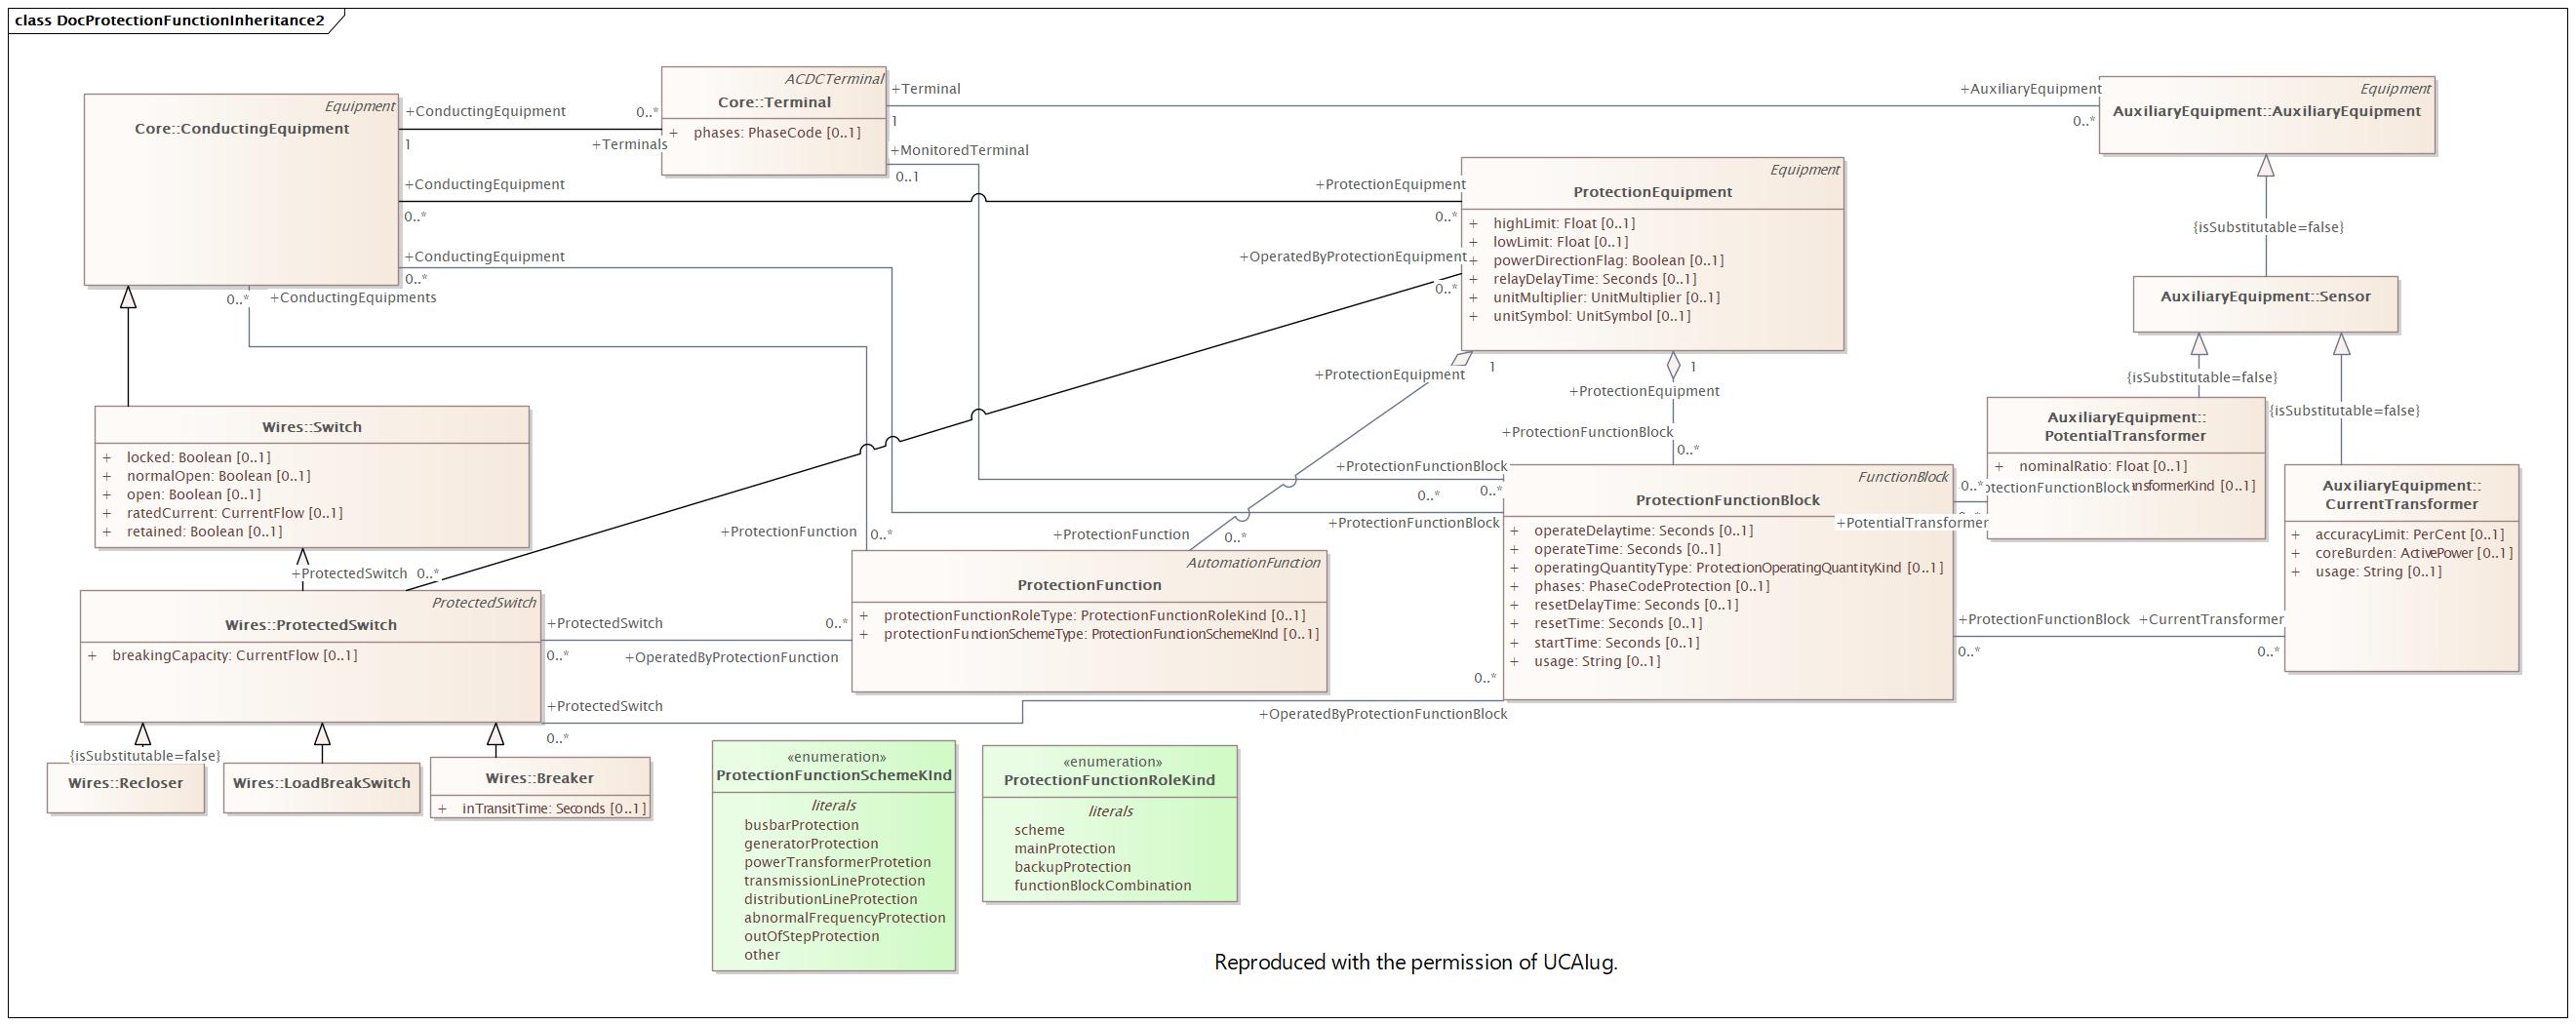 class DocProtectionFunctionInheritance2
Equipment
Core::ConductingEquipment
ACDCTerminal
Core::Terminal
+ phases: PhaseCode [0..1]
+ConductingEquipment
0..*
1
+Terminals
+Terminal
1
+AuxiliaryEquipment
0..*
Equipment
AuxiliaryEquipment::AuxiliaryEquipment
+MonitoredTerminal
0..1
+ConductingEquipment
0..*
+ProtectionEquipment
0..*
+ConductingEquipment
0..*
0..*
+ConductingEquipments
Equipment
ProtectionEquipment
+ highLimit: Float [0..1]
+ lowLimit: Float [0..1]
+ powerDirectionFlag: Boolean [0..1]
+ relayDelayTime: Seconds [0..1]
+ unitMultiplier: UnitMultiplier [0..1]
+ unitSymbol: UnitSymbol [0..1]
+OperatedByProtectionEquipment
0..*
{isSubstitutable=false}
AuxiliaryEquipment::Sensor
{isSubstitutable=false}
{isSubstitutable=false}
+ProtectionEquipment
1
1
+ProtectionEquipment
+ProtectionFunctionBlock
0..*
Wires::Switch
+ locked: Boolean [0..1]
+ normalOpen: Boolean [0..1]
+ open: Boolean [0..1]
+ ratedCurrent: CurrentFlow [0..1]
+ retained: Boolean [0..1]
AuxiliaryEquipment::
PotentialTransformer
+ nominalRatio: Float [0..1]
nsformerKind [0..1]
AuxiliaryEquipment::
CurrentTransformer
+ accuracyLimit: PerCent [0..1]
+ coreBurden: ActivePower [0..1]
+ usage: String [0..1]
+ProtectionFunctionBlock
0..*
0..*
+ProtectionFunctionBlock
FunctionBlock
ProtectionFunctionBlock
+ operateDelaytime: Seconds [0..1]
+ operateTime: Seconds [0..1]
+ operatingQuantityType: ProtectionOperatingQuantityKind [0..1]
+ phases: PhaseCodeProtection [0..1]
+ resetDelayTime: Seconds [0..1]
+ resetTime: Seconds [0..1]
+ startTime: Seconds [0..1]
+ usage: String [0..1]
0..*
otectionFunctionBlock
+PotentialTransformer
+ProtectionFunction
0..*
+ProtectionFunction
0..*
AutomationFunction
ProtectionFunction
+ protectionFunctionRoleType: ProtectionFunctionRoleKind [0..1]
+ protectionFunctionSchemeType: ProtectionFunctionSchemeKInd [0..1]
+ProtectedSwitch
0..*
ProtectedSwitch
Wires::ProtectedSwitch
+ breakingCapacity: CurrentFlow [0..1]
+ProtectedSwitch
0..*
0..*
+OperatedByProtectionFunction
+ProtectionFunctionBlock
+CurrentTransformer
0..*
0..*
+ProtectedSwitch
0..*
0..*
+OperatedByProtectionFunctionBlock
{isSubstitutable=false}
Wires::Recloser
Wires::LoadBreakSwitch
Wires::Breaker
+ inTransitTime: Seconds [0..1]
«enumeration»
ProtectionFunctionSchemeKInd
literals
busbarProtection
generatorProtection
powerTransformerProtetion
transmissionLineProtection
distributionLineProtection
abnormalFrequencyProtection
outOfStepProtection
other
«enumeration»
ProtectionFunctionRoleKind
literals
scheme
mainProtection
backupProtection
functionBlockCombination
Reproduced with the permission of UCAIug.